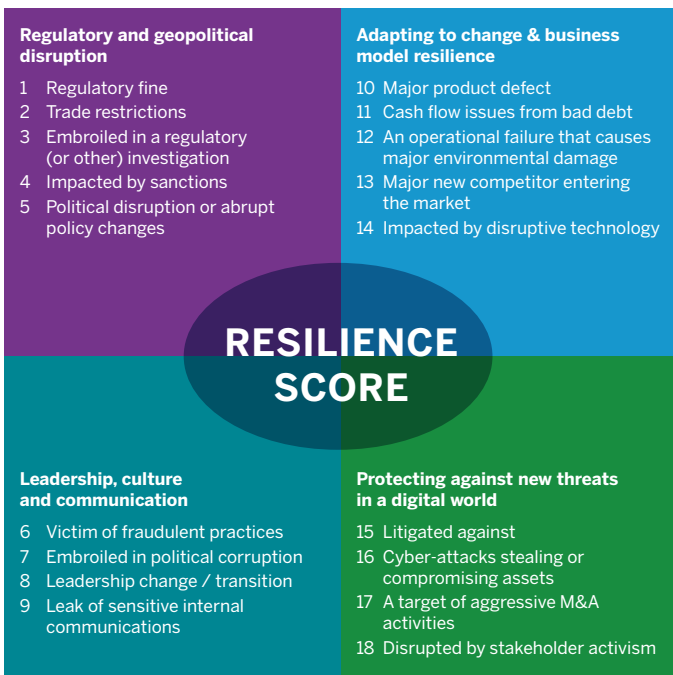 Regulatory and geopolitical
disruption
1 Regulatory fine
2 Trade restrictions
3 Embroiled in a regulatory
(or other) investigation
4 Impacted by sanctions
5 Political disruption or abrupt
policy changes
Adapting to change & business
model resilience
10 Major product defect
11 Cash flow issues from bad debt
12 An operational failure that causes
major environmental damage
13 Major new competitor entering
the market
14 Impacted by disruptive technology
RESILIENCE
SCORE
Leadership, culture
and communication
6 Victim of fraudulent practices
7 Embroiled in political corruption
8 Leadership change / transition
9 Leak of sensitive internal
communications
Protecting against new threats
in a digital world
15 Litigated against
16 Cyber-attacks stealing or
compromising assets
17 A target of aggressive M&A
activities
18 Disrupted by stakeholder activism